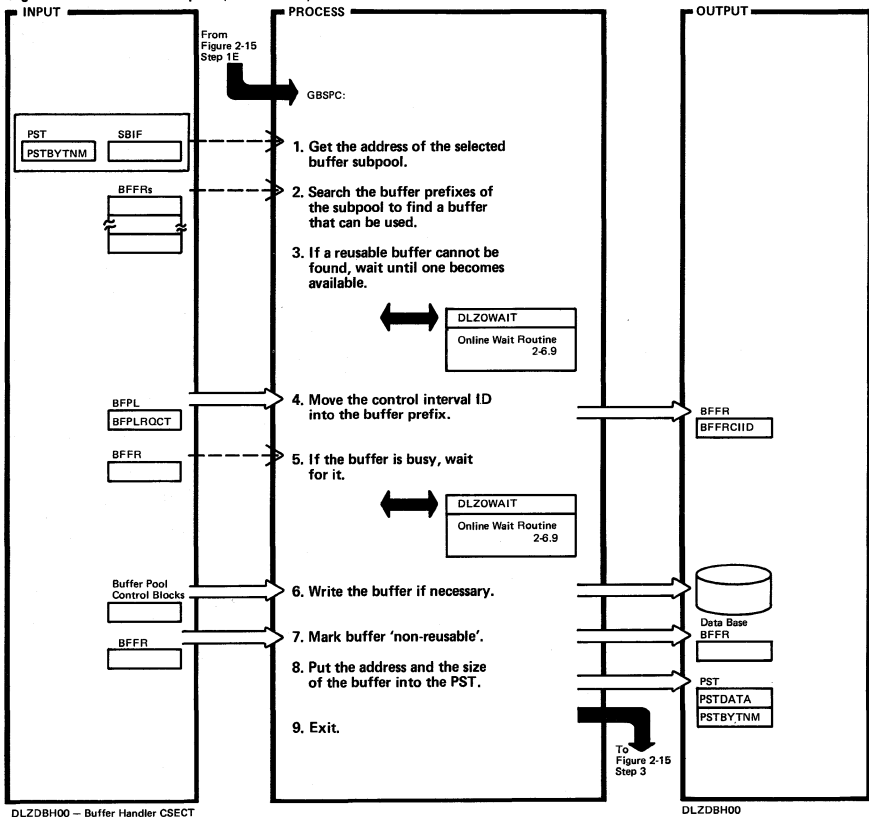 INPUT
PROCESS
OUTPUT
From
Figure 2-15
Step 1E
GBSPC:
PST
SBIF
PSTBYTNM
1. Get the address of the selected
buffer subpool.
BFFRs
2. Search the buffer prefixes of
the subpool to find a buffer
that can be used.
3. If a reusable buffer cannot be
found, wait until one becomes
available.
DLZOWAIT
Online Wait Routine
2-6.9
BFPL
BFPLRQCT
4. Move the control interval ID
into the buffer prefix.
BFFR
BFFRCIID
BFFR
5. If the buffer is busy, wait
for it.
DLZOWAIT
Online Wait Routine
2-6.9
Buffer Pool
Control Blocks
6. Write the buffer if necessary.
Data Base
BFFR
7. Mark buffer 'non-reusable'.
BFFR
8. Put the address and the size
of the buffer into the PST.
PST
PSTDATA
PSTBYTNM
9. Exit.
To
Figure 2-15
Step 3
DLZDBH00 – Buffer Handler CSECT
DLZDBH00